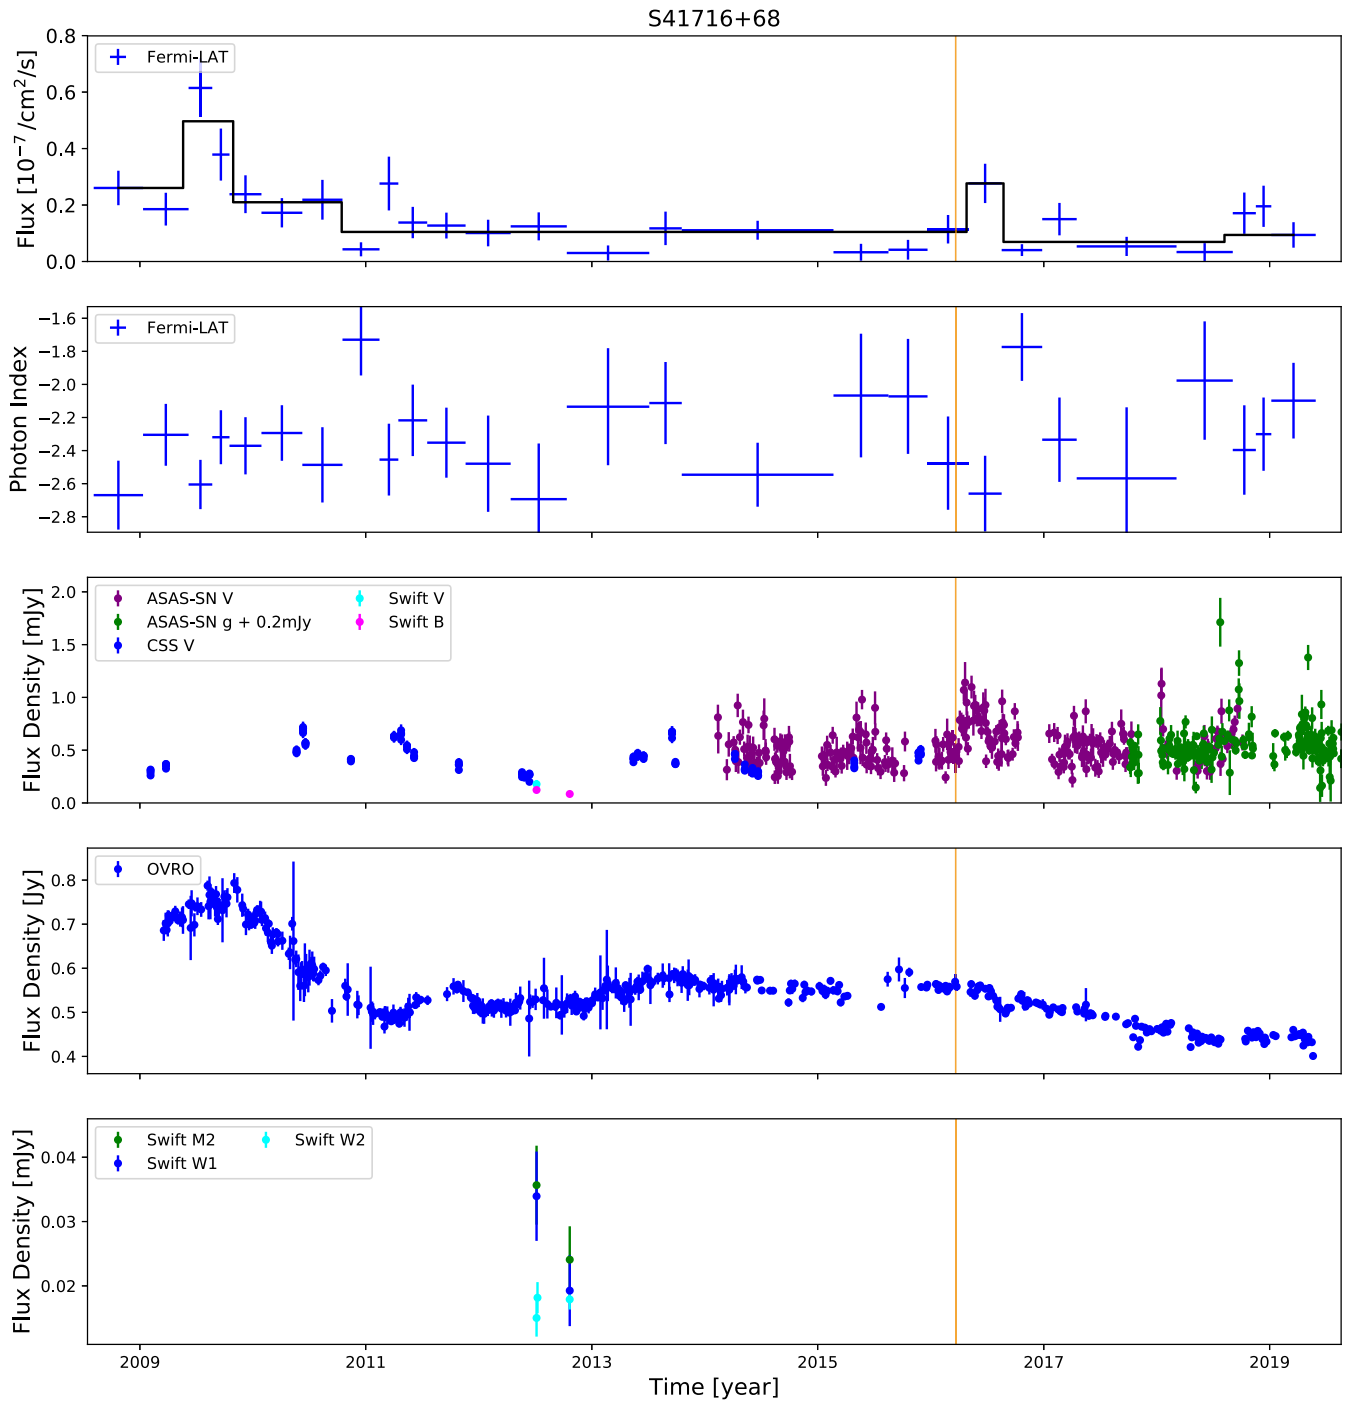 S41716+68
Flux [10⁻⁷/cm²/s]
0.8
0.6
0.4
0.2
0.0
Fermi-LAT
Photon Index
−1.6
−1.8
−2.0
−2.2
−2.4
−2.6
−2.8
Fermi-LAT
Flux Density [mJy]
2.0
1.5
1.0
0.5
0.0
ASAS-SN V
ASAS-SN g + 0.2mJy
CSS V
Swift V
Swift B
Flux Density [Jy]
0.8
0.7
0.6
0.5
0.4
OVRO
Flux Density [mJy]
0.04
0.03
0.02
Swift M2
Swift W1
Swift W2
2009 2011 2013 2015 2017 2019
Time [year]